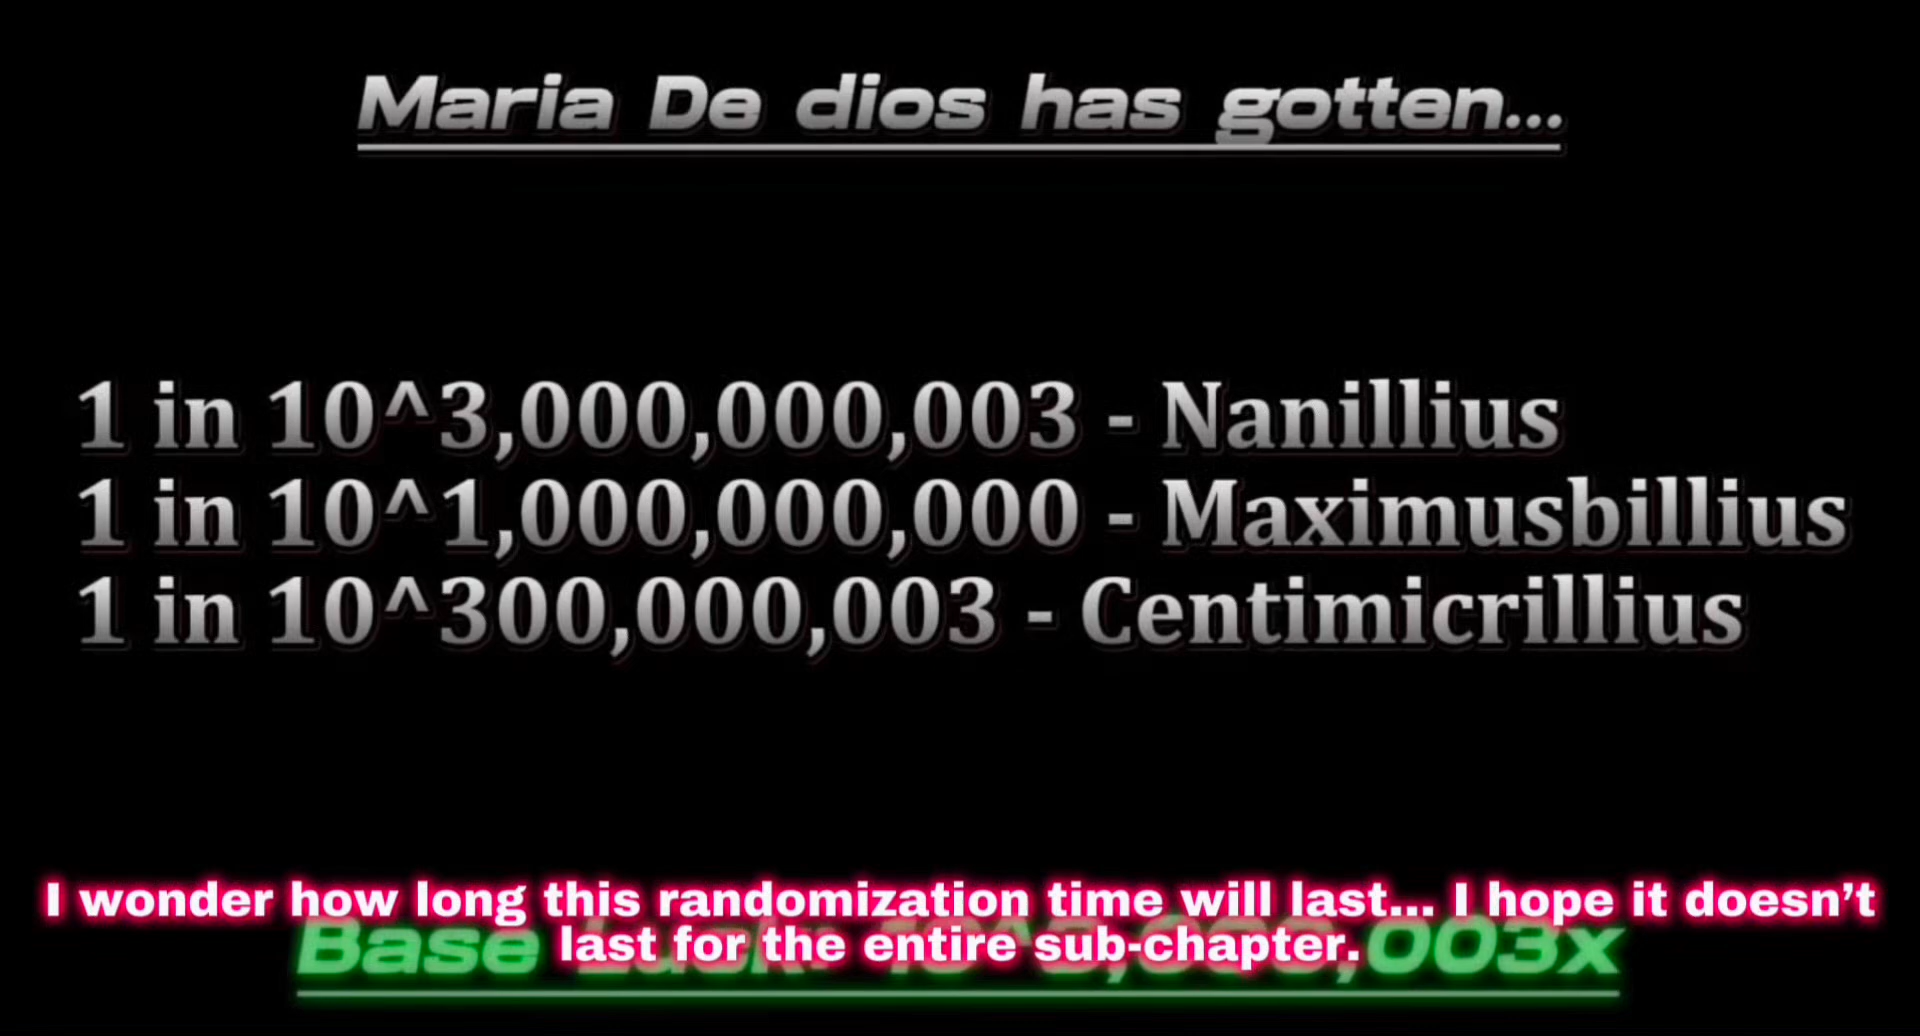 Maria De dios has gotten...
1 in 10^3,000,000,003 - Nanillius
1 in 10^1,000,000,000 - Maximusbillius
1 in 10^300,000,003 - Centimicrillius
I wonder how long this randomization time will last... I hope it doesn’t
last for the entire sub-chapter.
Base Luck: 003x